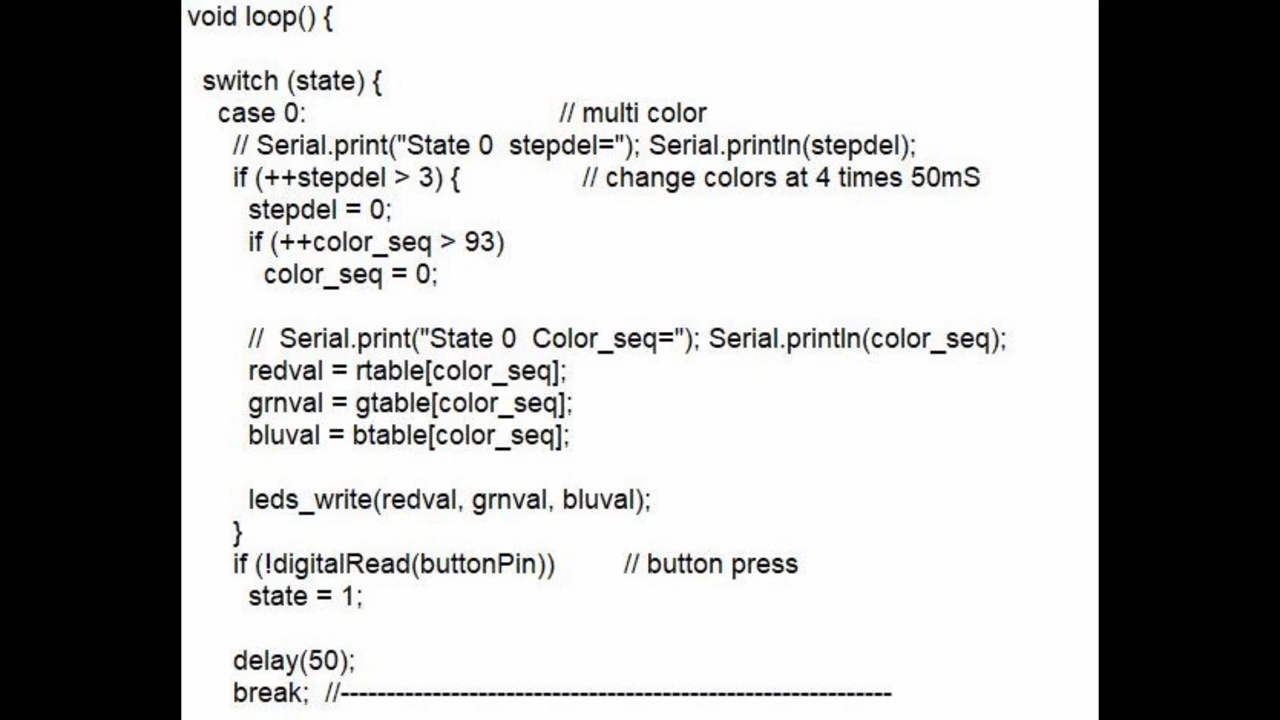 void loop() {
switch (state) {
case 0: // multi color
// Serial.print("State 0 stepdel="); Serial.println(stepdel);
if (++stepdel > 3) { // change colors at 4 times 50mS
stepdel = 0;
if (++color_seq > 93)
color_seq = 0;
// Serial.print("State 0 Color_seq="); Serial.println(color_seq);
redval = rtable[color_seq];
grnval = gtable[color_seq];
bluval = btable[color_seq];
leds_write(redval, grnval, bluval);
}
if (!digitalRead(buttonPin)) // button press
state = 1;
delay(50);
break; //------------------------------------------------------------